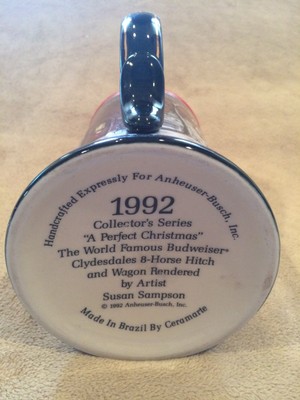 Handcrafted Expressly For Anheuser-Busch, Inc.
1992
Collector's Series
"A Perfect Christmas"
The World Famous Budweiser®
Clydesdales 8-Horse Hitch
and Wagon Rendered
by Artist
Susan Sampson
© 1992 Anheuser-Busch, Inc.
Made In Brazil By Ceramarte